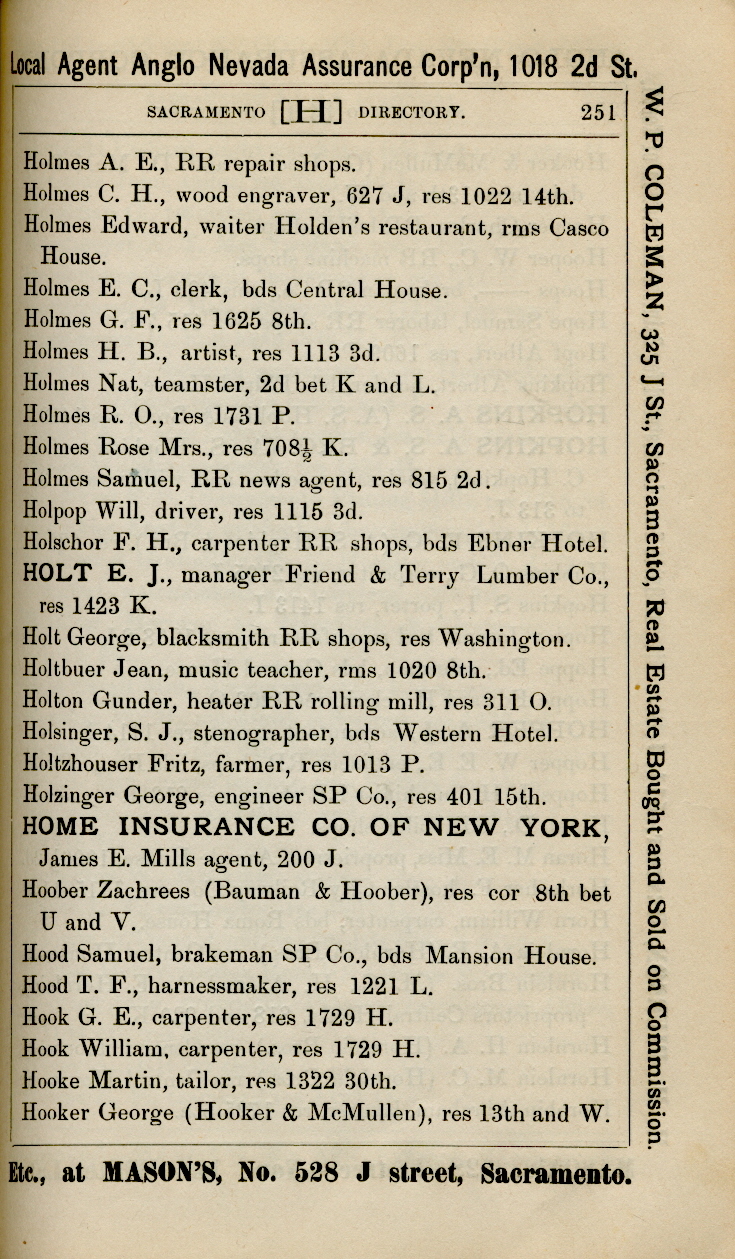 Local Agent Anglo Nevada Assurance Corp'n, 1018 2d St.
SACRAMENTO [H] DIRECTORY. 251
Holmes A. E., RR repair shops.
Holmes C. H., wood engraver, 627 J, res 1022 14th.
Holmes Edward, waiter Holden's restaurant, rms Casco
House.
Holmes E. C., clerk, bds Central House.
Holmes G. F., res 1625 8th.
Holmes H. B., artist, res 1113 3d.
Holmes Nat, teamster, 2d bet K and L.
Holmes R. O., res 1731 P.
Holmes Rose Mrs., res 708½ K.
Holmes Samuel, RR news agent, res 815 2d.
Holpop Will, driver, res 1115 3d.
Holschor F. H., carpenter RR shops, bds Ebner Hotel.
HOLT E. J., manager Friend & Terry Lumber Co.,
res 1423 K.
Holt George, blacksmith RR shops, res Washington.
Holtbuer Jean, music teacher, rms 1020 8th.
Holton Gunder, heater RR rolling mill, res 311 O.
Holsinger, S. J., stenographer, bds Western Hotel.
Holtzhouser Fritz, farmer, res 1013 P.
Holzinger George, engineer SP Co., res 401 15th.
HOME INSURANCE CO. OF NEW YORK,
James E. Mills agent, 200 J.
Hoober Zachrees (Bauman & Hoober), res cor 8th bet
U and V.
Hood Samuel, brakeman SP Co., bds Mansion House.
Hood T. F., harnessmaker, res 1221 L.
Hook G. E., carpenter, res 1729 H.
Hook William, carpenter, res 1729 H.
Hooke Martin, tailor, res 1322 30th.
Hooker George (Hooker & McMullen), res 13th and W.
Etc., at MASON'S, No. 528 J street, Sacramento.
W. P. COLEMAN, 325 J St., Sacramento, Real Estate Bought and Sold on Commission.